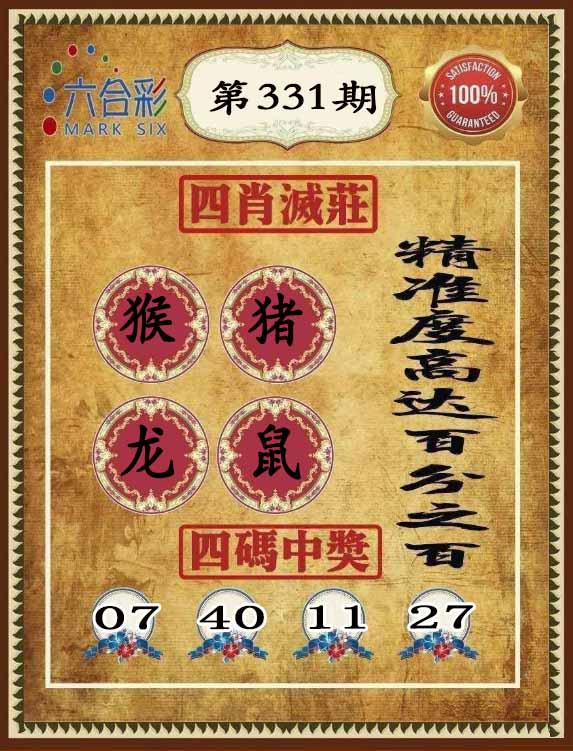 六合彩
MARK SIX
第331期
SATISFACTION
100%
GUARANTEED
四肖滅莊
猴 猪
龙 鼠
精准度高达百分之百
四碼中獎
07 40 11 27